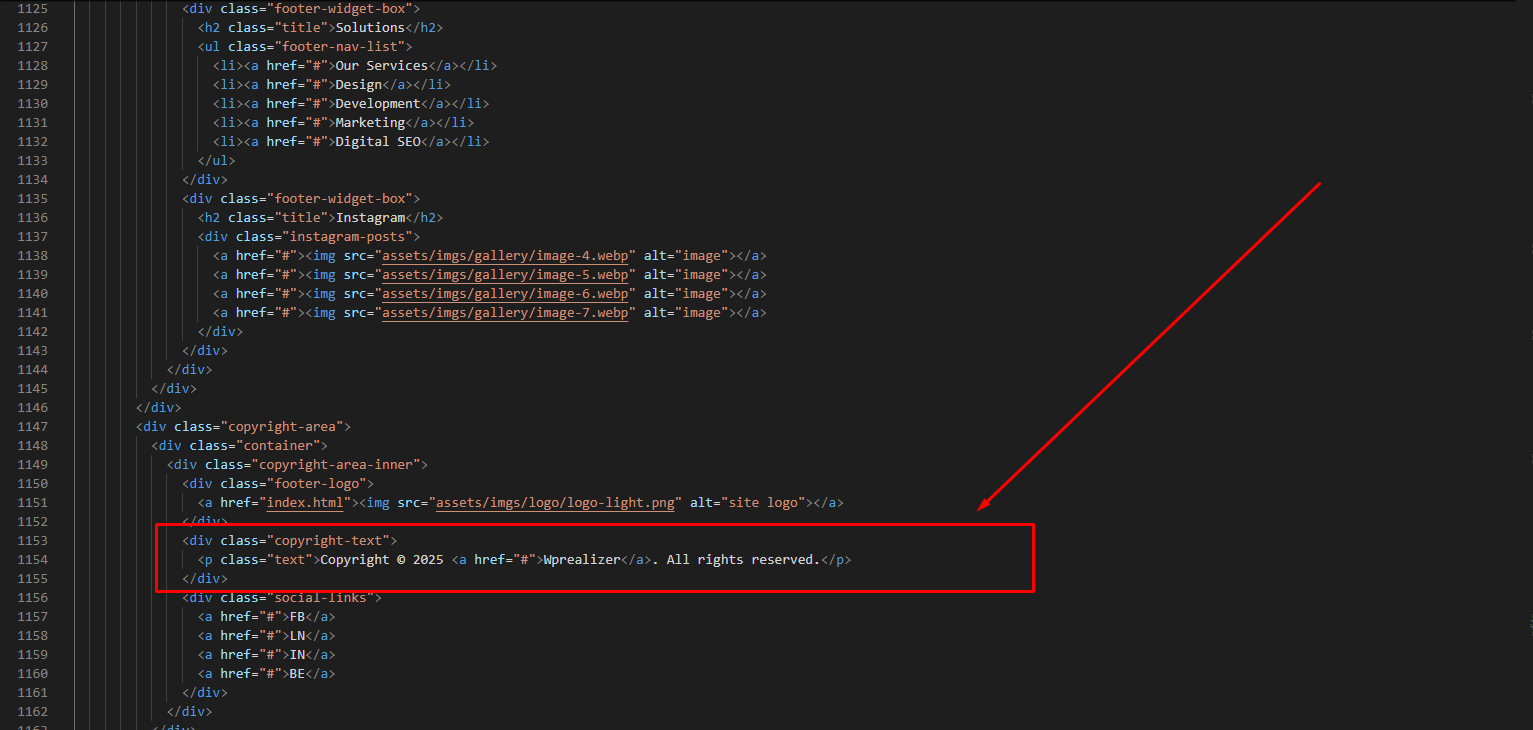 1125 <div class="footer-widget-box">
1126 <h2 class="title">Solutions</h2>
1127 <ul class="footer-nav-list">
1128 <li><a href="#">Our Services</a></li>
1129 <li><a href="#">Design</a></li>
1130 <li><a href="#">Development</a></li>
1131 <li><a href="#">Marketing</a></li>
1132 <li><a href="#">Digital SEO</a></li>
1133 </ul>
1134 </div>
1135 <div class="footer-widget-box">
1136 <h2 class="title">Instagram</h2>
1137 <div class="instagram-posts">
1138 <a href="#"><img src="assets/imgs/gallery/image-4.webp" alt="image"></a>
1139 <a href="#"><img src="assets/imgs/gallery/image-5.webp" alt="image"></a>
1140 <a href="#"><img src="assets/imgs/gallery/image-6.webp" alt="image"></a>
1141 <a href="#"><img src="assets/imgs/gallery/image-7.webp" alt="image"></a>
1142 </div>
1143 </div>
1144 </div>
1145 </div>
1146 </div>
1147 <div class="copyright-area">
1148 <div class="container">
1149 <div class="copyright-area-inner">
1150 <div class="footer-logo">
1151 <a href="index.html"><img src="assets/imgs/logo/logo-light.png" alt="site logo"></a>
1152 </div>
1153 <div class="copyright-text">
1154 <p class="text">Copyright © 2025 <a href="#">Wprealizer</a>. All rights reserved.</p>
1155 </div>
1156 <div class="social-links">
1157 <a href="#">FB</a>
1158 <a href="#">LN</a>
1159 <a href="#">IN</a>
1160 <a href="#">BE</a>
1161 </div>
1162 </div>
1163 </div>